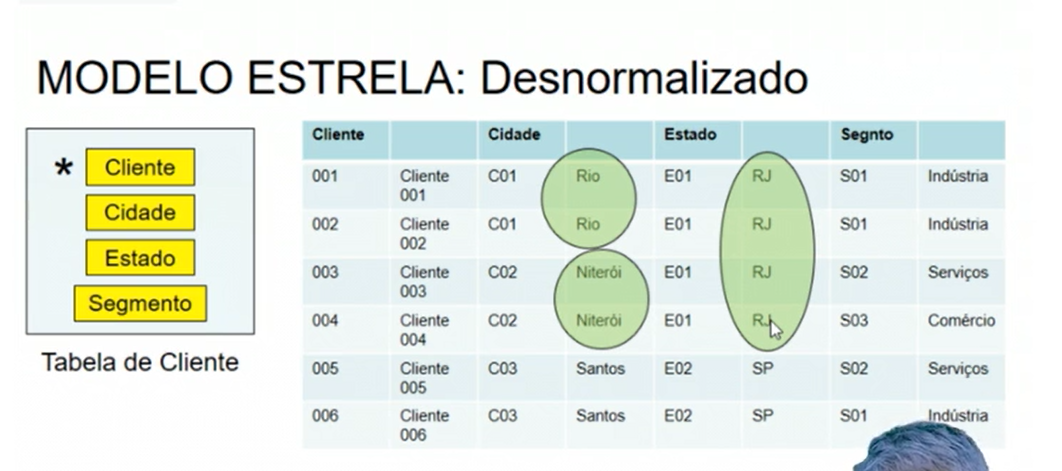 MODELO ESTRELA: Desnormalizado
* Cliente
Cidade
Estado
Segmento
Tabela de Cliente
Cliente Cidade Estado Segnto
001 Cliente 001 C01 Rio E01 RJ S01 Indústria
002 Cliente 002 C01 Rio E01 RJ S01 Indústria
003 Cliente 003 C02 Niterói E01 RJ S02 Serviços
004 Cliente 004 C02 Niterói E01 RJ S03 Comércio
005 Cliente 005 C03 Santos E02 SP S02 Serviços
006 Cliente 006 C03 Santos E02 SP S01 Indústria